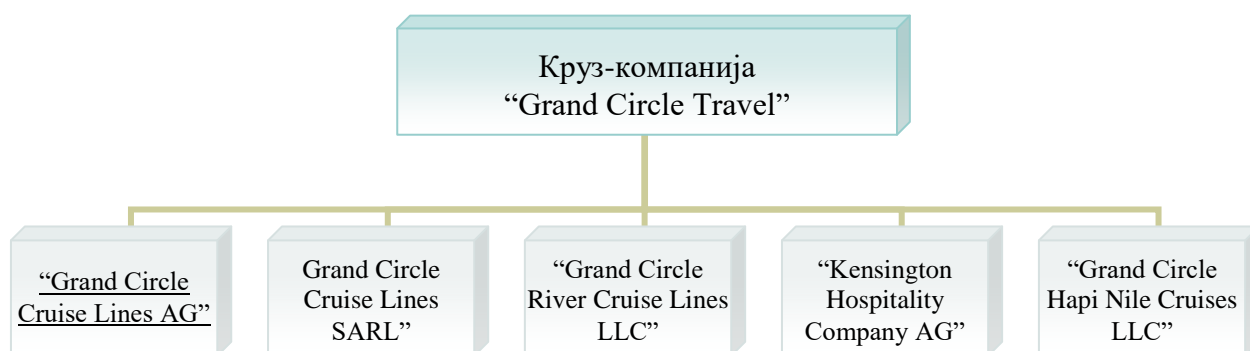 Круз-компанија
“Grand Circle Travel”
“Grand Circle
Cruise Lines AG”
Grand Circle
Cruise Lines
SARL”
“Grand Circle
River Cruise Lines
LLC”
“Kensington
Hospitality
Company AG”
“Grand Circle
Hapi Nile Cruises
LLC”